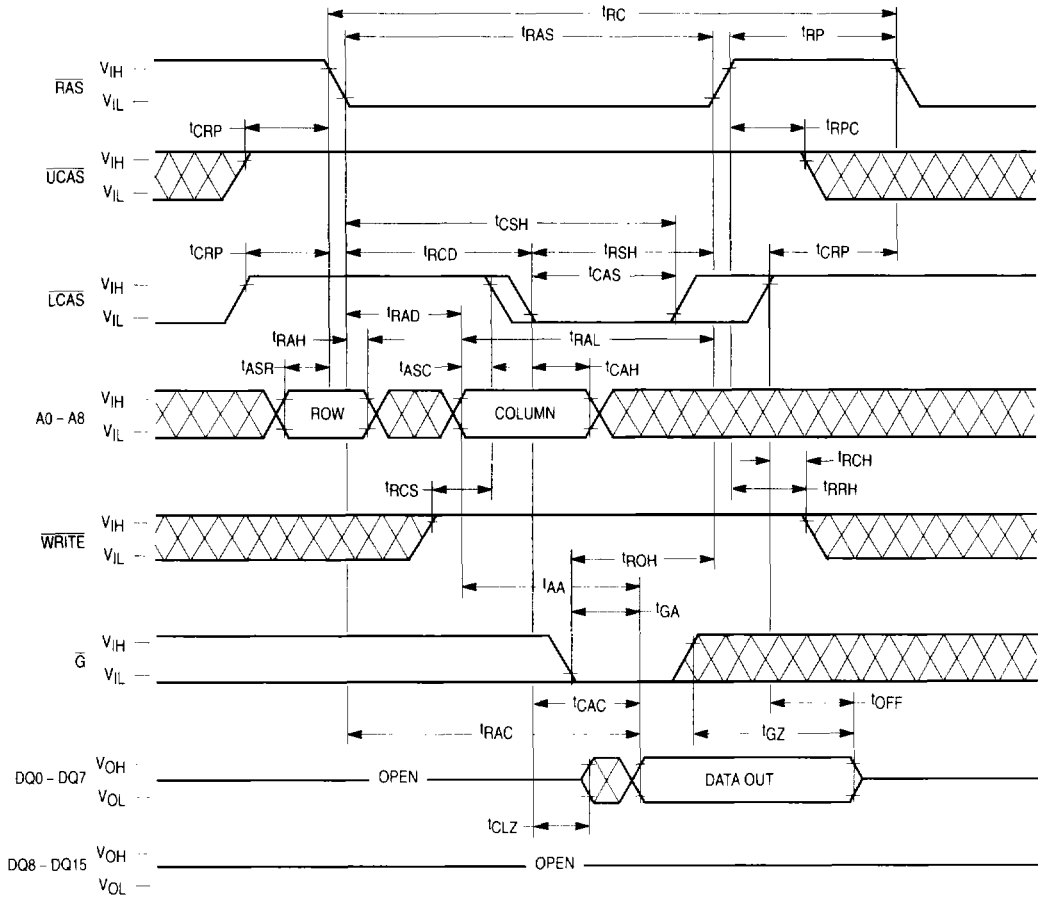 tRC
tRAS
tRP
RAS
VIH
VIL
tCRP
tRPC
UCAS
VIH
VIL
tCSH
tCRP
tRCD
tRSH
tCRP
tCAS
LCAS
VIH
VIL
tRAD
tRAH
tRAL
tASR
tASC
tCAH
A0 – A8
VIH
VIL
ROW
COLUMN
tRCH
tRCS
tRRH
WRITE
VIH
VIL
tROH
tAA
tGA
G
VIH
VIL
tCAC
tOFF
tRAC
tGZ
DQ0 – DQ7
VOH
VOL
OPEN
DATA OUT
tCLZ
DQ8 – DQ15
VOH
VOL
OPEN